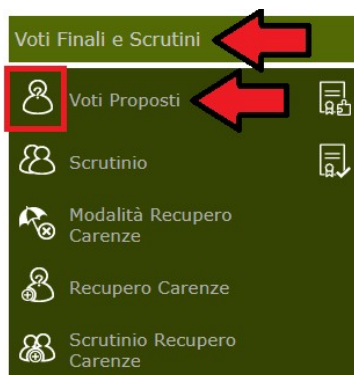 Voti Finali e Scrutini
Voti Proposti
Scrutinio
Modalità Recupero
Carenze
Recupero Carenze
Scrutinio Recupero
Carenze